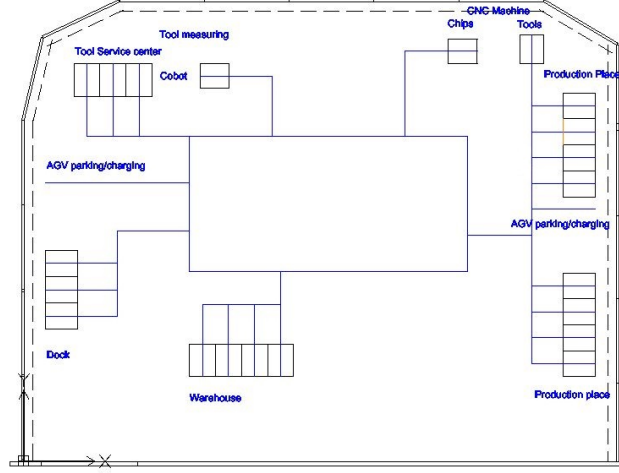 CNC Machine
Chips
Tools
Tool measuring
Tool Service center
Cobot
Production Place
AGV parking/charging
AGV parking/charging
Dock
Warehouse
Production place
Y
X